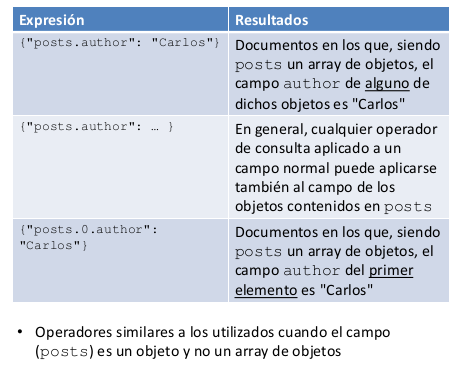 Expresión
Resultados
{"posts.author": "Carlos"}
Documentos en los que, siendo
posts un array de objetos, el
campo author de alguno de
dichos objetos es "Carlos"
{"posts.author": … }
En general, cualquier operador
de consulta aplicado a un
campo normal puede aplicarse
también al campo de los
objetos contenidos en posts
{"posts.0.author":
"Carlos"}
Documentos en los que, siendo
posts un array de objetos, el
campo author del primer
elemento es "Carlos"
• Operadores similares a los utilizados cuando el campo
(posts) es un objeto y no un array de objetos